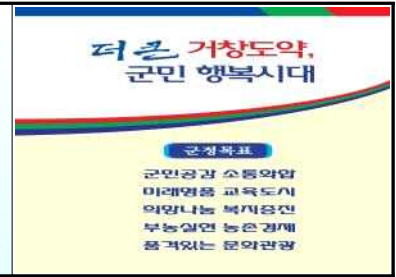 더 큰 거창도약,
군민 행복시대
군정목표
군민공감 소통화합
미래명품 교육도시
희망나눔 복지증진
부농실현 농촌경제
품격있는 문화관광